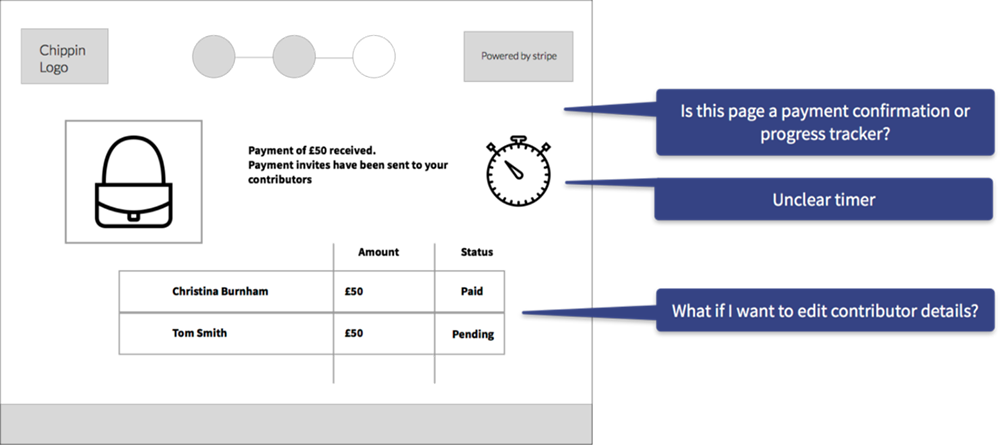 Chippin
Logo
Powered by stripe
Is this page a payment confirmation or
progress tracker?
Payment of £50 received.
Payment invites have been sent to your
contributors
Unclear timer
Amount Status
Christina Burnham £50 Paid
What if I want to edit contributor details?
Tom Smith £50 Pending